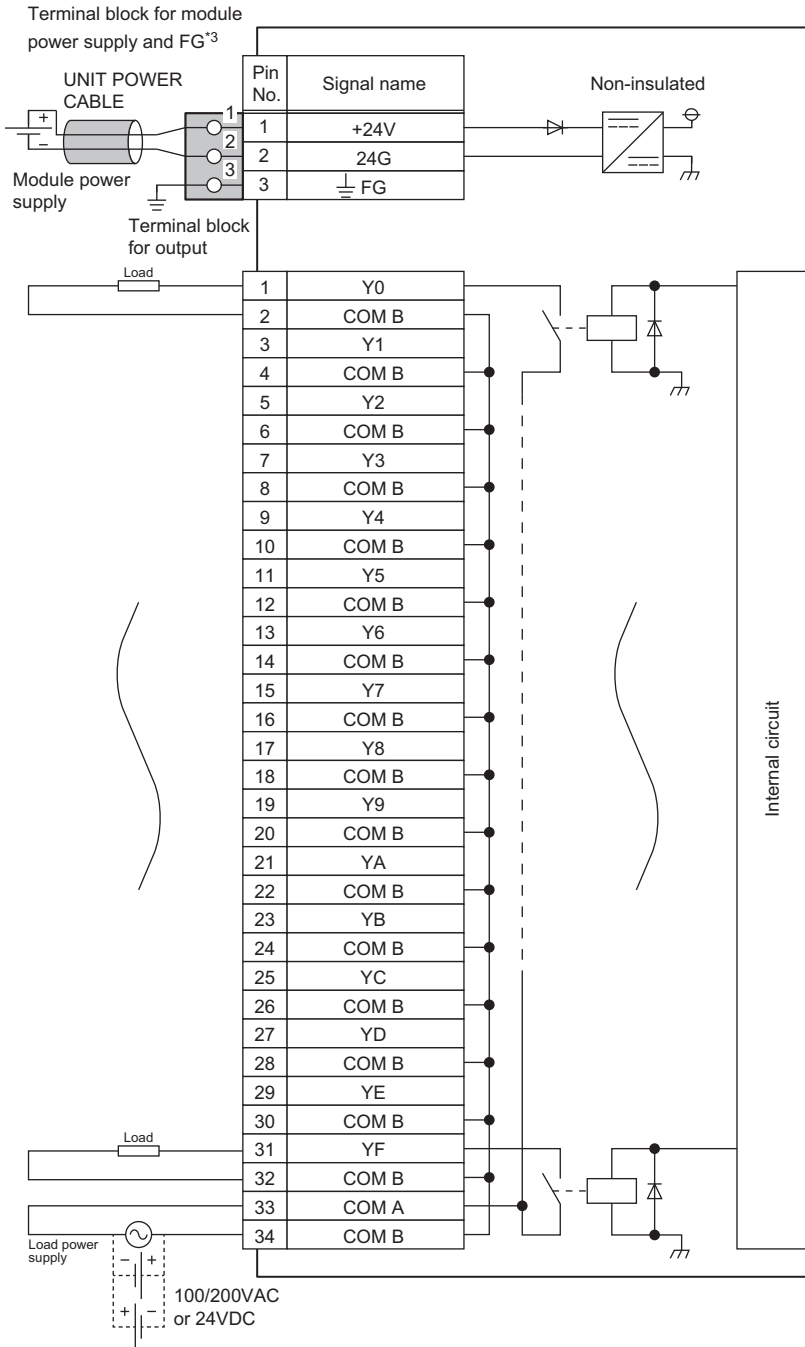 Terminal block for module
power supply and FG*3
UNIT POWER
CABLE
+
−
Module power
supply
1
2
3
Terminal block
for output
Pin No. Signal name
1 +24V
2 24G
3 FG
Non-insulated
Load
1 Y0
2 COM B
3 Y1
4 COM B
5 Y2
6 COM B
7 Y3
8 COM B
9 Y4
10 COM B
11 Y5
12 COM B
13 Y6
14 COM B
15 Y7
16 COM B
17 Y8
18 COM B
19 Y9
20 COM B
21 YA
22 COM B
23 YB
24 COM B
25 YC
26 COM B
27 YD
28 COM B
29 YE
30 COM B
Load
31 YF
32 COM B
33 COM A
34 COM B
Internal circuit
Load power
supply
− +
+ −
100/200VAC
or 24VDC